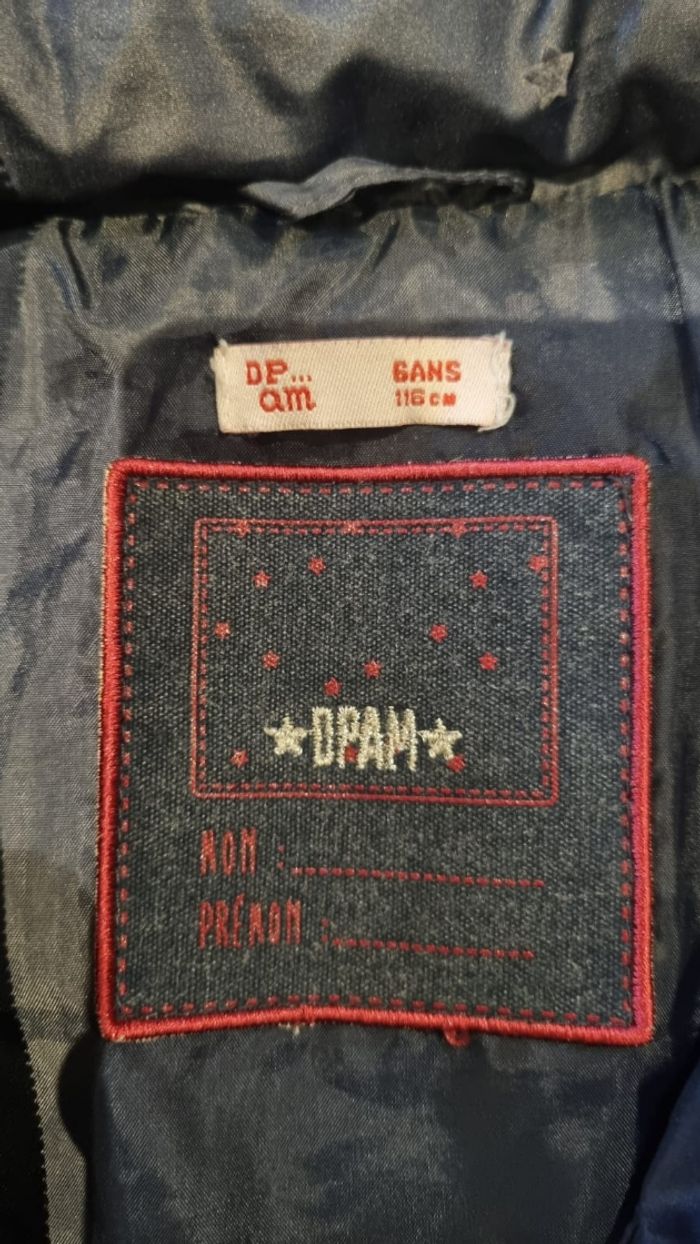 DP... 6ANS
am 116cm
DPAM
NOM :
PRÉNOM :